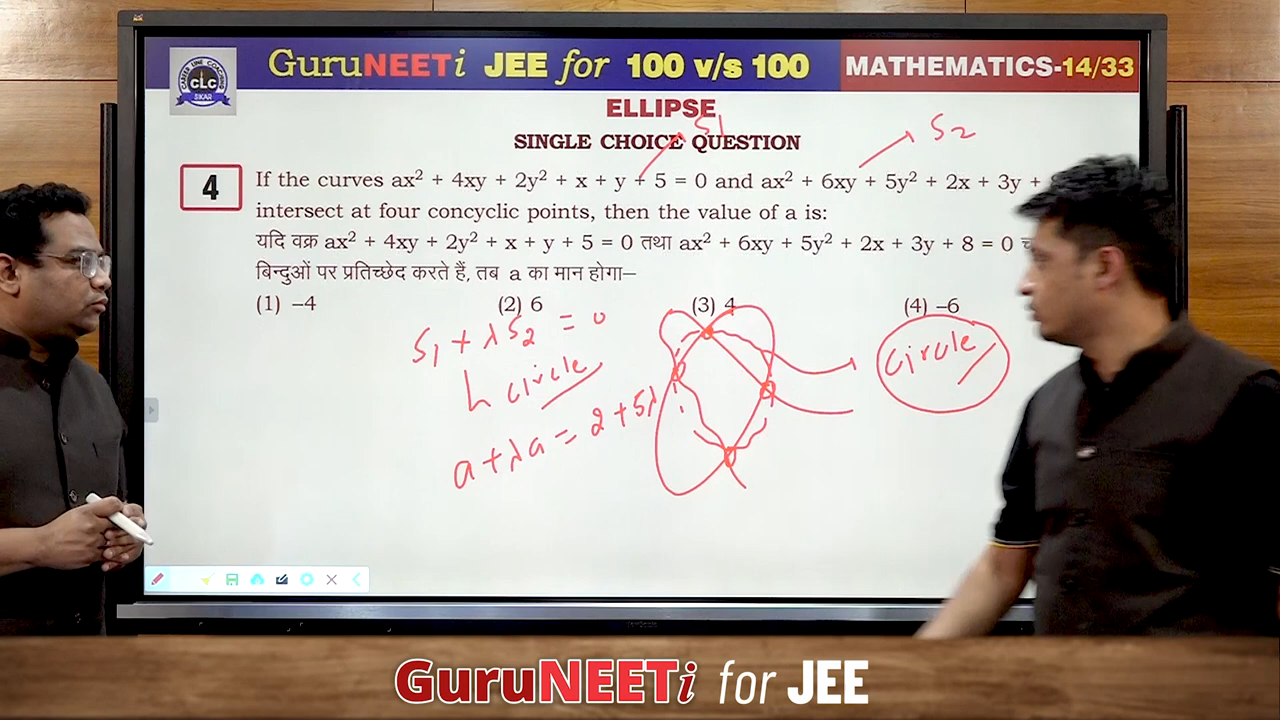 GuruNEETi JEE for 100 v/s 100 MATHEMATICS-14/33
CLC
SIKAR
ELLIPSE
S1
S2
SINGLE CHOICE QUESTION
4
If the curves ax² + 4xy + 2y² + x + y + 5 = 0 and ax² + 6xy + 5y² + 2x + 3y +
intersect at four concyclic points, then the value of a is:
यदि वक्र ax² + 4xy + 2y² + x + y + 5 = 0 तथा ax² + 6xy + 5y² + 2x + 3y + 8 = 0
बिन्दुओं पर प्रतिच्छेद करते हैं, तब a का मान होगा–
(1) –4 (2) 6 (3) 4 (4) –6
S1 + λS2 = 0
circle
circle
a + λa = 2 + 5λ
GuruNEETi for JEE